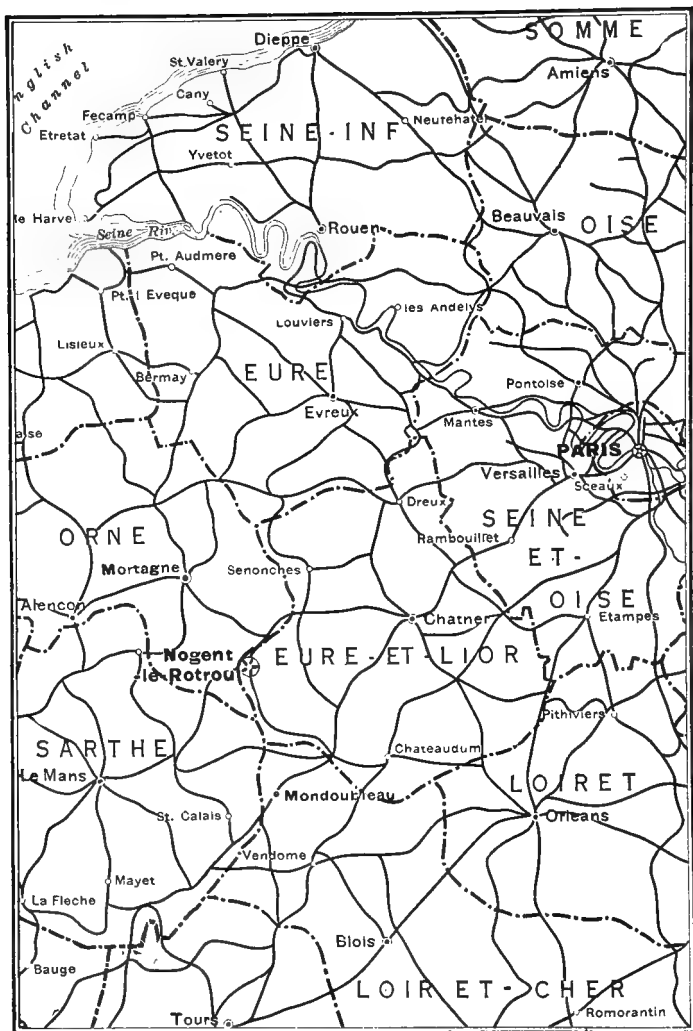 SOMME
Dieppe
Amiens
St. Valery
nglish
Channel
Cany
Fecamp
Neufehatel
Etretat
SEINE-INF
Yvetot
le Harve
Seine Riv
Rouen
Beauvais
OISE
Pt. Audmere
Pt. l Eveque
les Andelys
Louviers
Lisieux
EURE
Bermay
Pontoise
Evreux
Mantes
aise
PARIS
Versailles
Sceaux
Dreux
SEINE
ORNE
Rambouillet
ET-
Mortagne
Senonches
OISE
Alencon
Chatner
Etampes
Nogent
le-Rotrou
EURE-ET-LIOR
Pithiviers
SARTHE
Chateaudum
Le Mans
LOIRET
Mondoubleau
St. Calais
Orleans
Vendome
Mayet
La Fleche
Blois
Bauge
LOIR ET-CHER
Tours
Romorantin